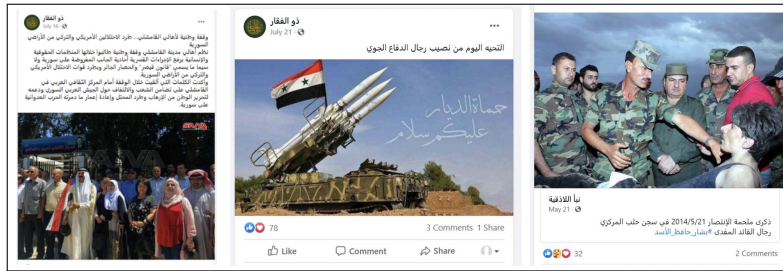 ذو الفقار
July 16
وقفة وطنية لأهالي القامشلي... طرد الاحتلالين الأمريكي والتركي من الأراضي
السورية
نظم أهالي مدينة القامشلي وقفة وطنية طالبوا خلالها المنظمات الحقوقية
والإنسانية برفع الإجراءات القسرية أحادية الجانب المفروضة على سورية ولا
سيما ما يسمى "قانون قيصر" والحصار الجائر وبطرد قوات الاحتلال الأمريكي
والتركي من الأراضي السورية.
وأكدت الكلمات التي ألقيت خلال الوقفة أمام المركز الثقافي العربي في
القامشلي على تضامن الشعب والالتفاف حول الجيش العربي السوري ودعمه
لتحرير الوطن من الإرهاب وطرد المحتل وإعادة إعمار ما دمرته الحرب العدوانية
على سورية.
ذو الفقار
July 21
التحيه اليوم من نصيب رجال الدفاع الجوي
حماة الديار
عليكم سلام
78
3 Comments 1 Share
Like Comment Share
نبأ اللاذقية
May 21
ذكرى ملحمة الإنتصار 2014/5/21 في سجن حلب المركزي
رجال القائد المفدى #بشار_حافظ_الأسد
32
2 Comments